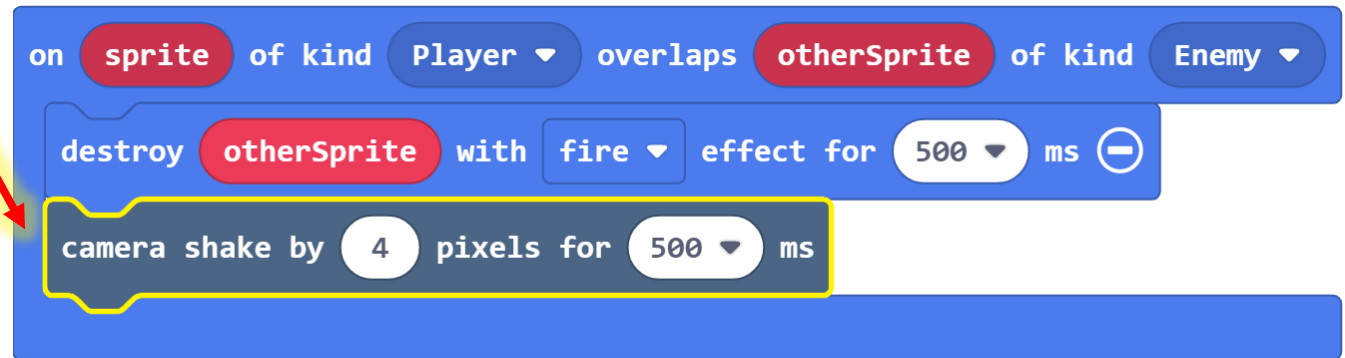 on sprite of kind Player overlaps otherSprite of kind Enemy
destroy otherSprite with fire effect for 500 ms
camera shake by 4 pixels for 500 ms